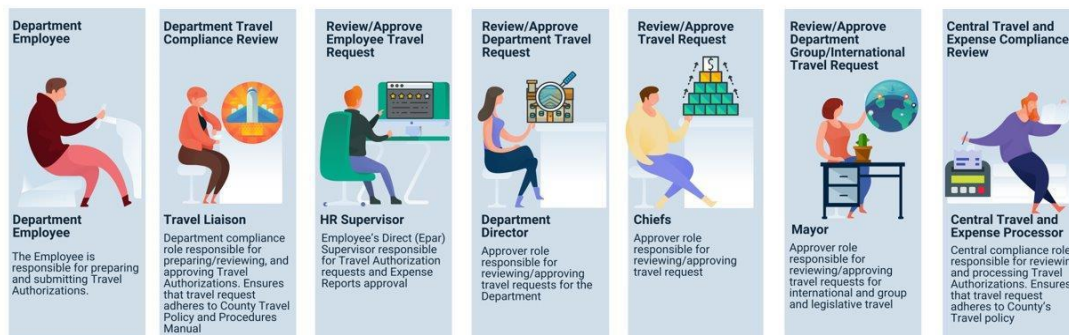 Department
Employee
Department
Employee
The Employee is
responsible for preparing
and submitting Travel
Authorizations.
Department Travel
Compliance Review
Travel Liaison
Department compliance
role responsible for
preparing/reviewing, and
approving Travel
Authorizations. Ensures
that travel request
adheres to County Travel
Policy and Procedures
Manual
Review/Approve
Employee Travel
Request
HR Supervisor
Employee's Direct (Epar)
Supervisor responsible
for Travel Authorization
requests and Expense
Reports approval
Review/Approve
Department Travel
Request
Department
Director
Approver role
responsible for
reviewing/approving
travel requests for the
Department
Review/Approve
Travel Request
$
Chiefs
Approver role
responsible for
reviewing/approving
travel request
Review/Approve
Department
Group/International
Travel Request
Mayor
Approver role
responsible for
reviewing/approving
travel requests for
international and group
and legislative travel
Central Travel and
Expense Compliance
Review
Central Travel and
Expense Processor
Central compliance role
responsible for
and processing Travel
Authorizations. Ensures
that travel request
adheres to County's
Travel policy